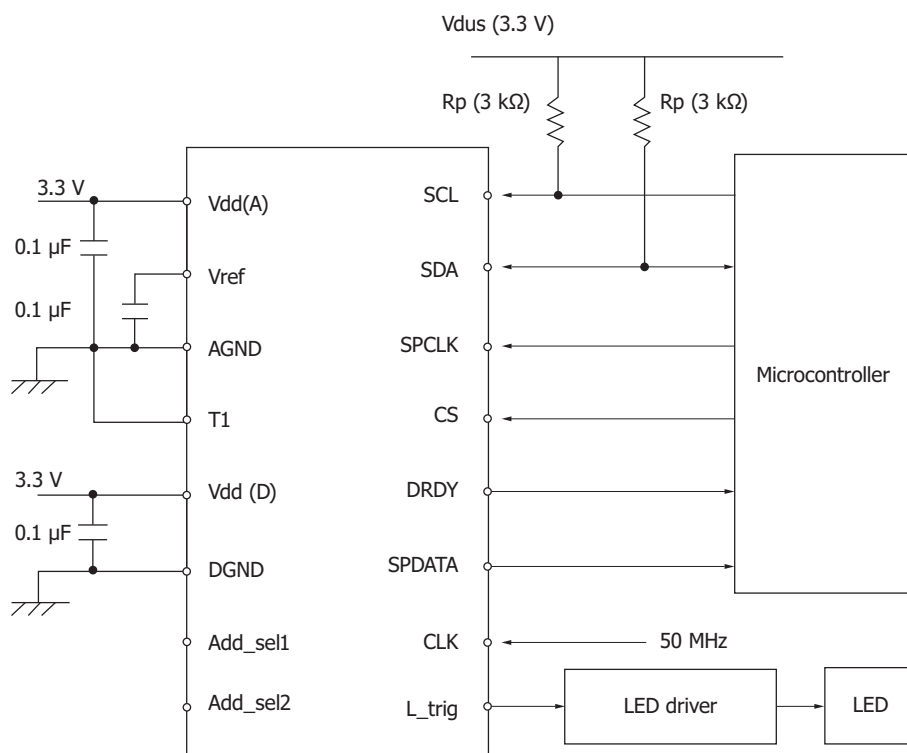 Vdus (3.3 V)
Rp (3 kΩ)
Rp (3 kΩ)
3.3 V
Vdd(A)
SCL
0.1 µF
Vref
SDA
0.1 µF
AGND
SPCLK
Microcontroller
T1
CS
3.3 V
Vdd (D)
DRDY
0.1 µF
DGND
SPDATA
Add_sel1
CLK
50 MHz
Add_sel2
L_trig
LED driver
LED